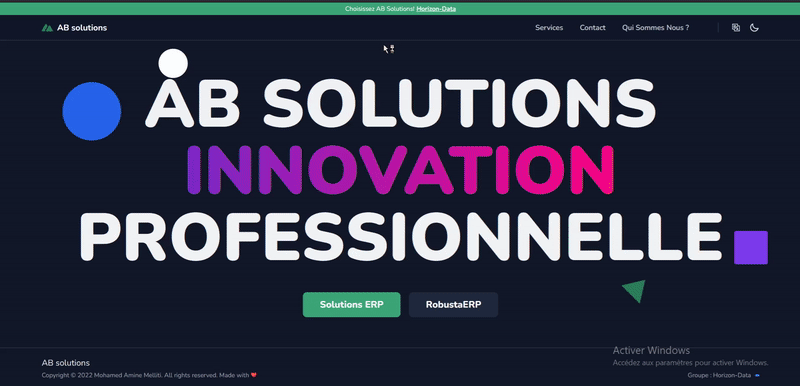 Choisissez AB Solutions! Horizon-Data
AB solutions
Services
Contact
Qui Sommes Nous ?
AB SOLUTIONS
INNOVATION
PROFESSIONNELLE
Solutions ERP
RobustaERP
Activer Windows
Accédez aux paramètres pour activer Windows.
AB solutions
Copyright © 2022 Mohamed Amine Melliti. All rights reserved. Made with ❤
Groupe : Horizon-Data